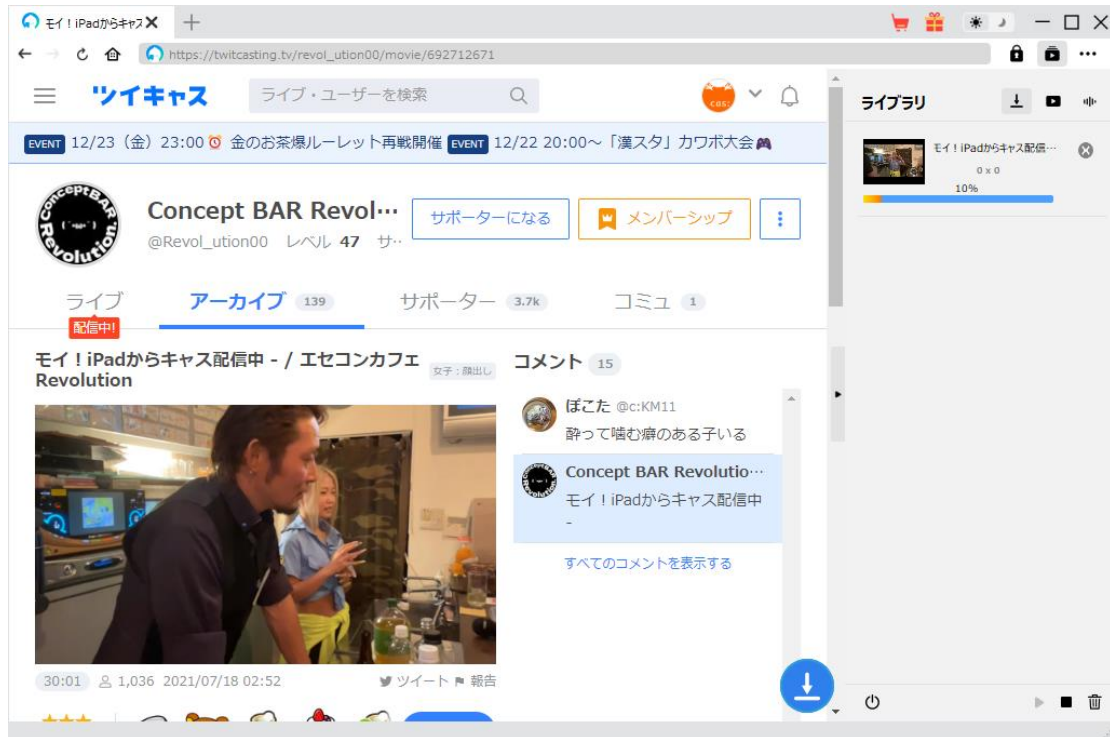 モイ！iPadからキャス
https://twitcasting.tv/revol_ution00/movie/692712671
ツイキャス
ライブ・ユーザーを検索
cas:
EVENT 12/23（金）23:00 金のお茶爆ルーレット再戦開催 EVENT 12/22 20:00～「漢スタ」カワボ大会
ConceptBAR
Revolution.
Concept BAR Revol…
@Revol_ution00 レベル 47 サ..
サポーターになる
メンバーシップ
ライブ
配信中!
アーカイブ 139
サポーター 3.7k
コミュ 1
モイ！iPadからキャス配信中 - / エセコンカフェ
Revolution
女子：顔出し
30:01 1,036 2021/07/18 02:52
ツイート 報告
コメント 15
ぽこた @c:KM11
酔って噛む癖のある子いる
Concept BAR Revolutio…
モイ！iPadからキャス配信中
-
すべてのコメントを表示する
ライブラリ
モイ！iPadからキャス配信…
0 x 0
10%